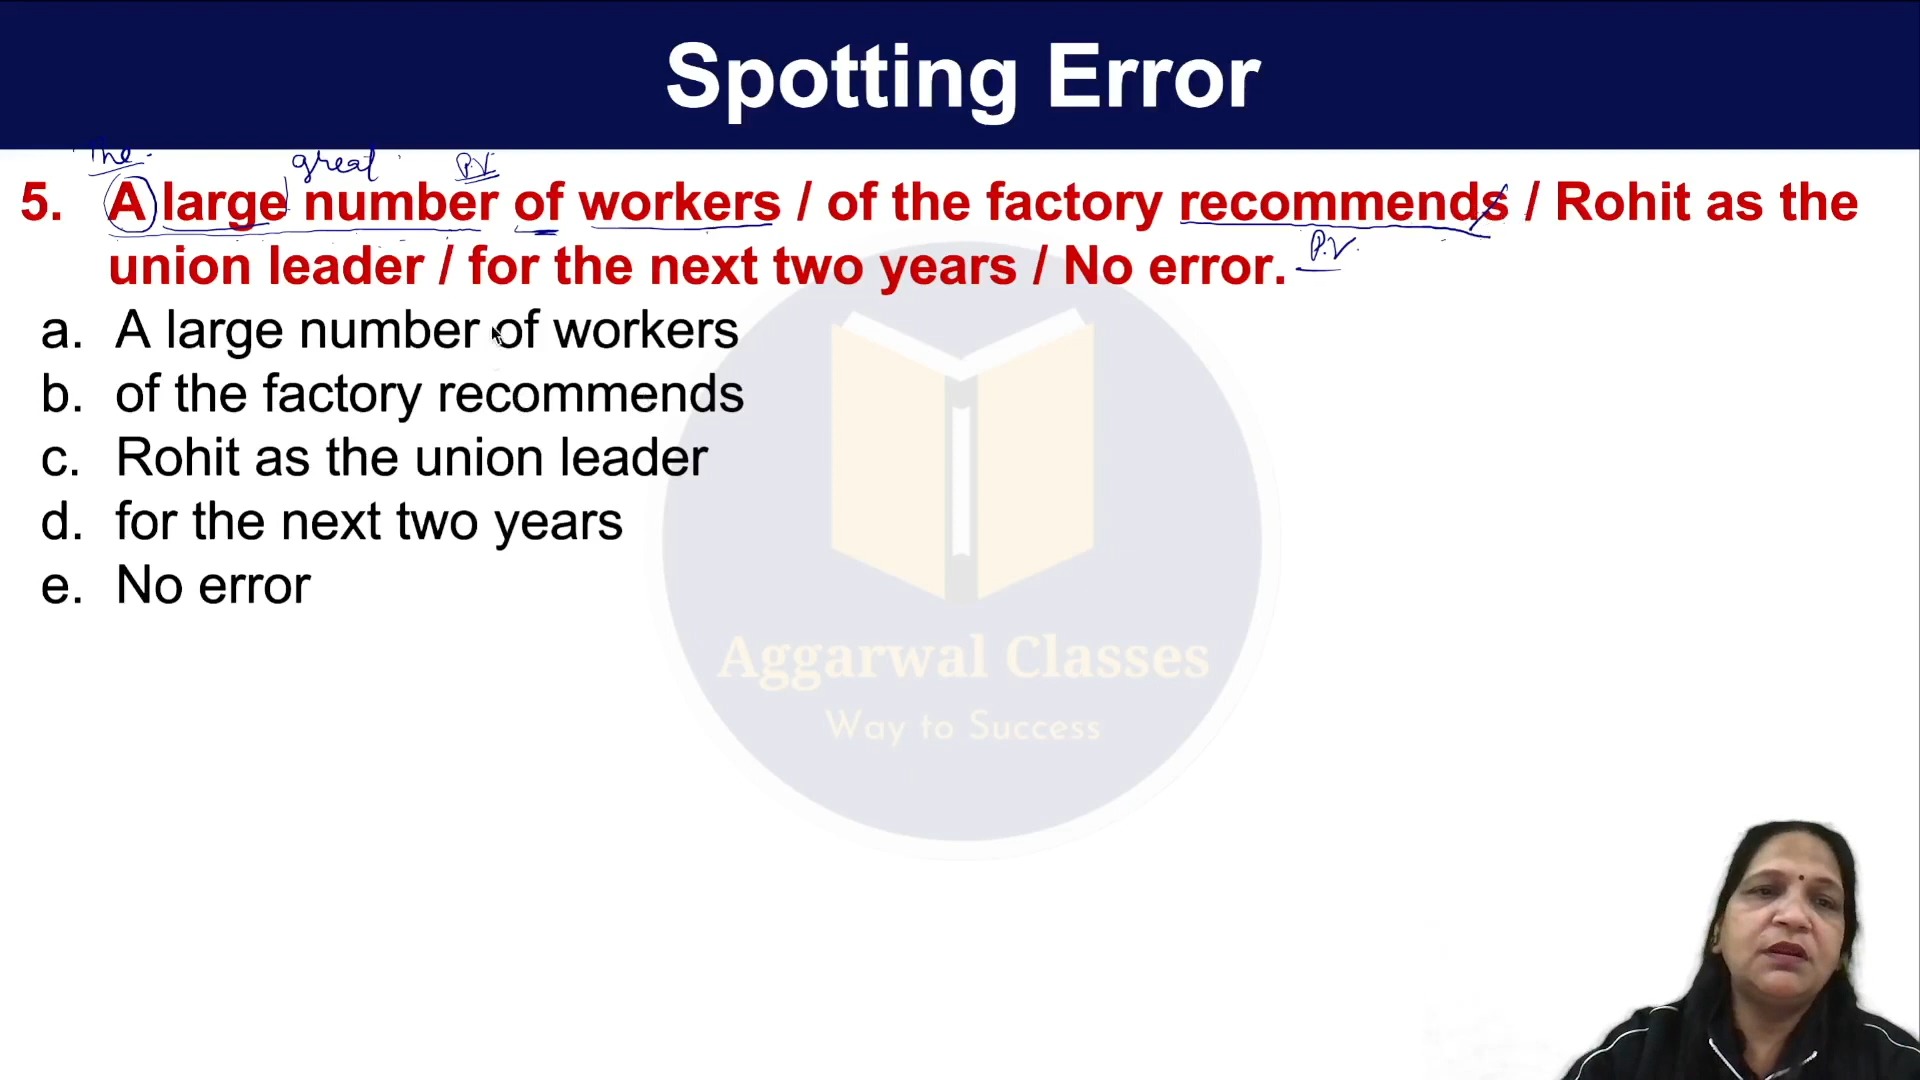 Spotting Error
The.
great
P.V.
5. A large number of workers / of the factory recommends / Rohit as the
union leader / for the next two years / No error.
P.V.
a. A large number of workers
b. of the factory recommends
c. Rohit as the union leader
d. for the next two years
e. No error
Aggarwal Classes
Way to Success